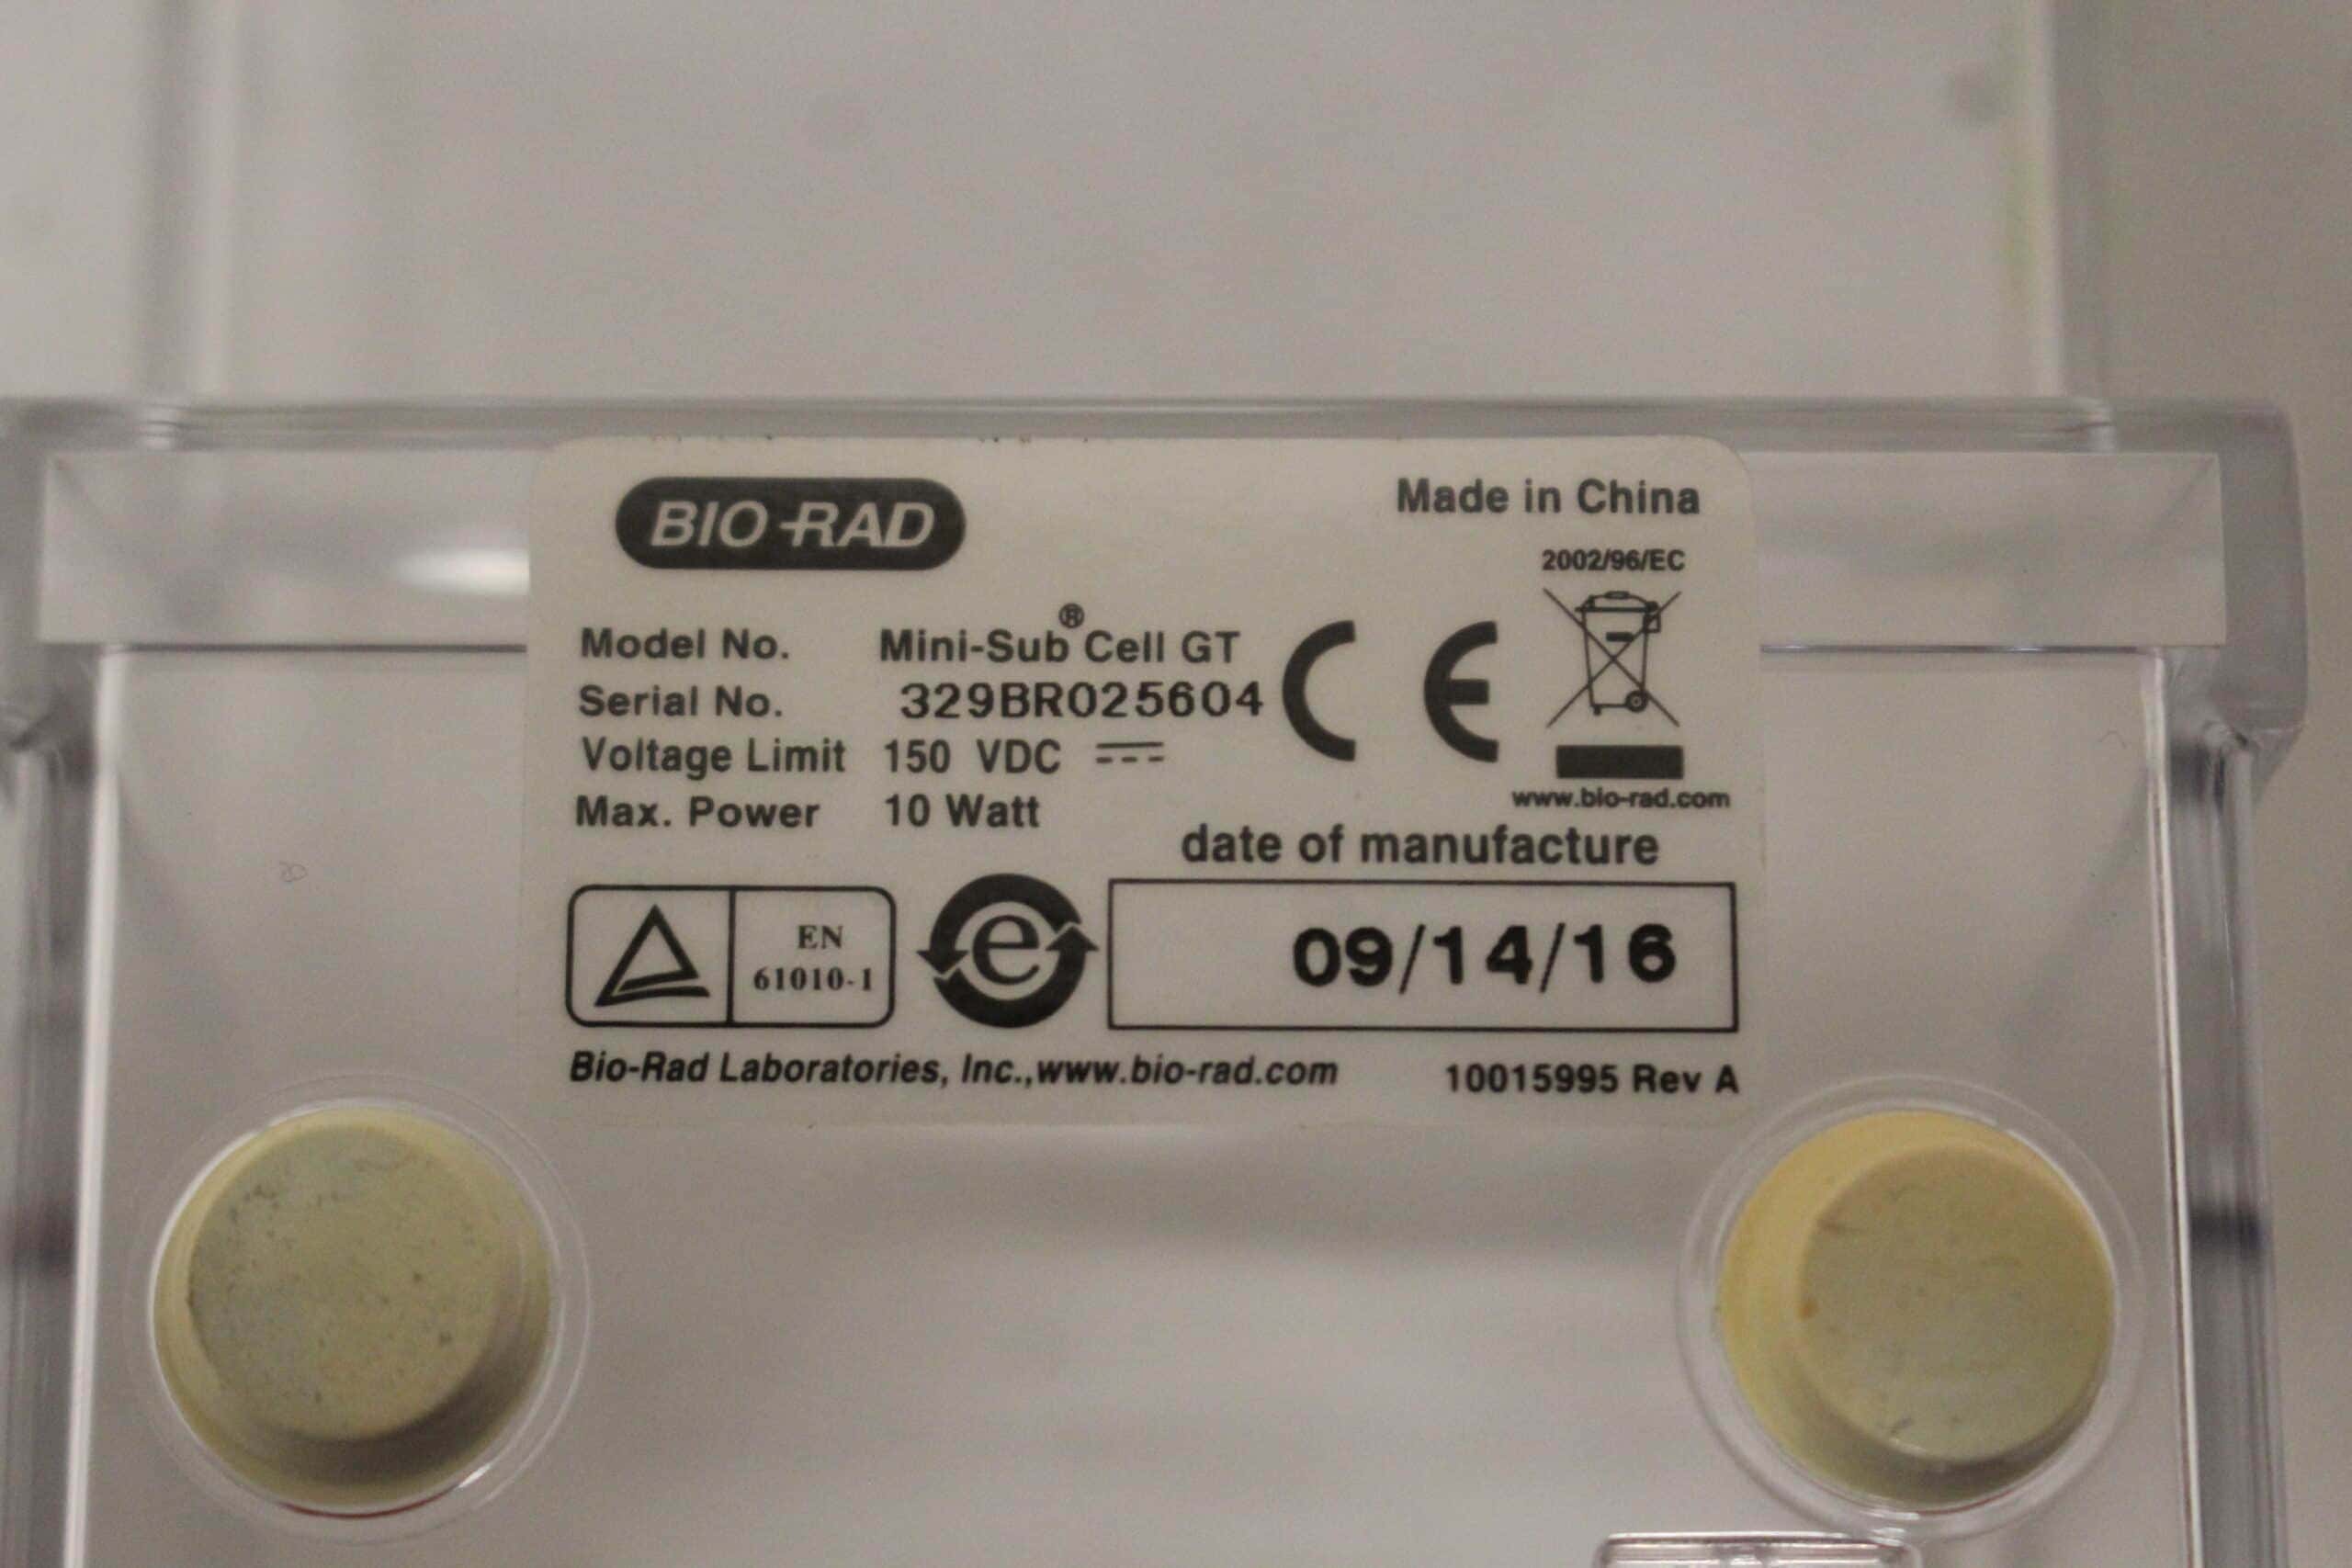 BIO-RAD
Made in China
2002/96/EC
Model No. Mini-Sub® Cell GT
Serial No. 329BR025604
Voltage Limit 150 VDC
Max. Power 10 Watt
CE
www.bio-rad.com
date of manufacture
EN
61010-1
e
09/14/16
Bio-Rad Laboratories, Inc.,www.bio-rad.com
10015995 Rev A